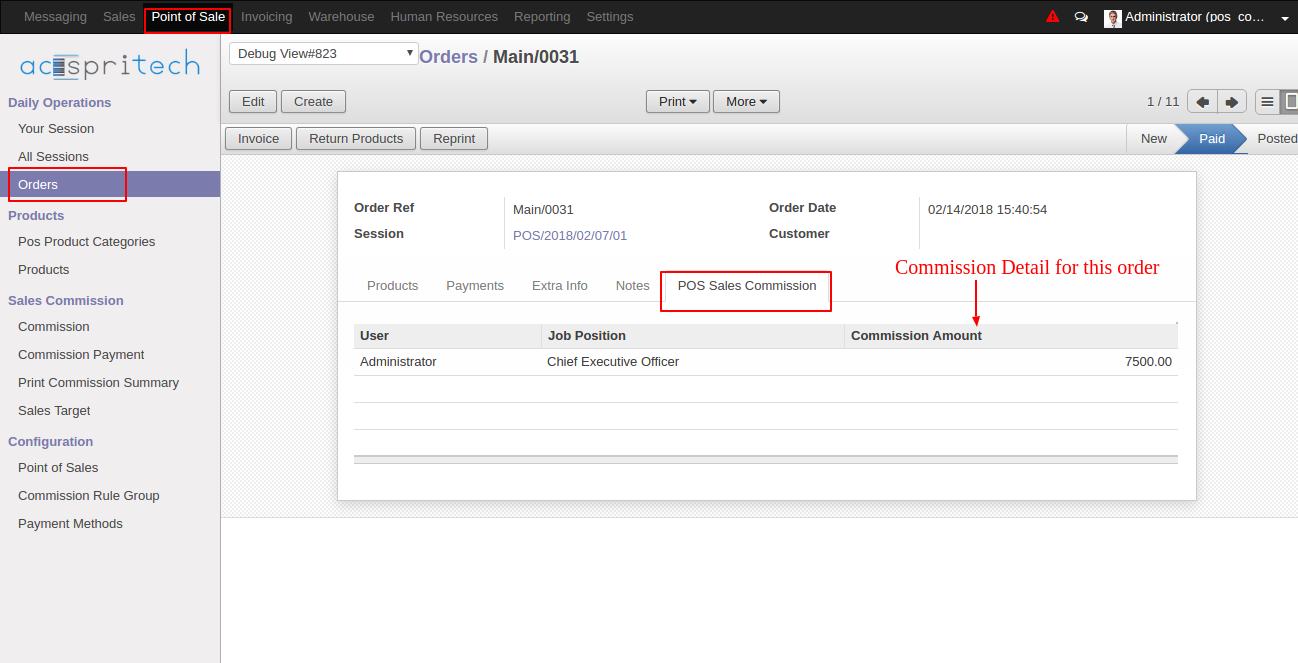 Messaging Sales Point of Sale Invoicing Warehouse Human Resources Reporting Settings Administrator (pos_co...
acespritech
Debug View#823 Orders / Main/0031
Edit Create Print More 1 / 11
Invoice Return Products Reprint New Paid Posted
Daily Operations
Your Session
All Sessions
Orders
Products
Pos Product Categories
Products
Sales Commission
Commission
Commission Payment
Print Commission Summary
Sales Target
Configuration
Point of Sales
Commission Rule Group
Payment Methods
Order Ref Main/0031 Order Date 02/14/2018 15:40:54
Session POS/2018/02/07/01 Customer
Commission Detail for this order
Products Payments Extra Info Notes POS Sales Commission
User Job Position Commission Amount
Administrator Chief Executive Officer 7500.00